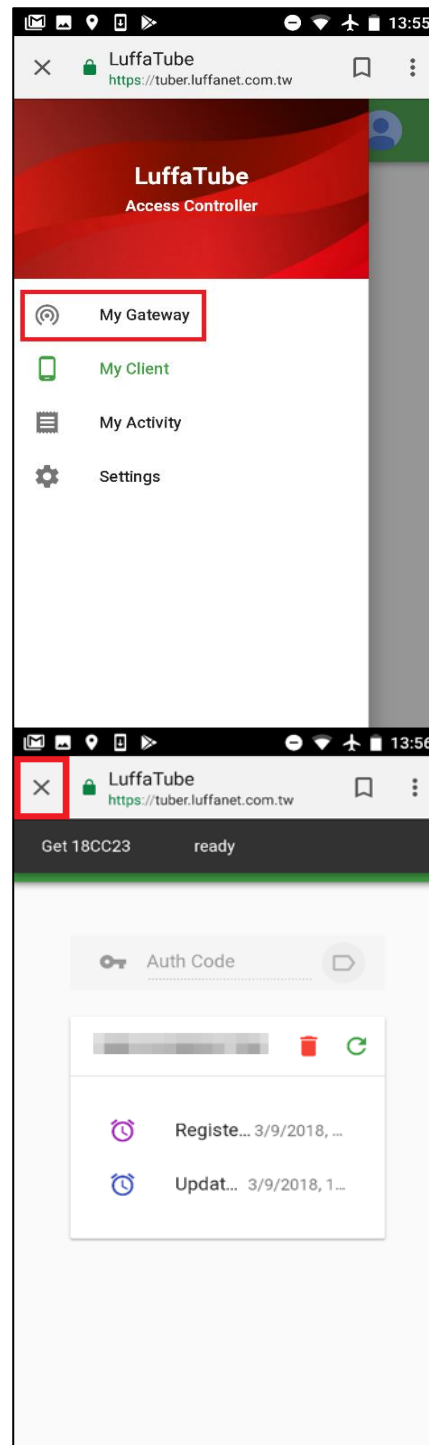 13:55
LuffaTube
https://tuber.luffanet.com.tw
LuffaTube
Access Controller
My Gateway
My Client
My Activity
Settings
13:56
LuffaTube
https://tuber.luffanet.com.tw
Get 18CC23 ready
Auth Code
Registe... 3/9/2018, ...
Updat... 3/9/2018, 1...